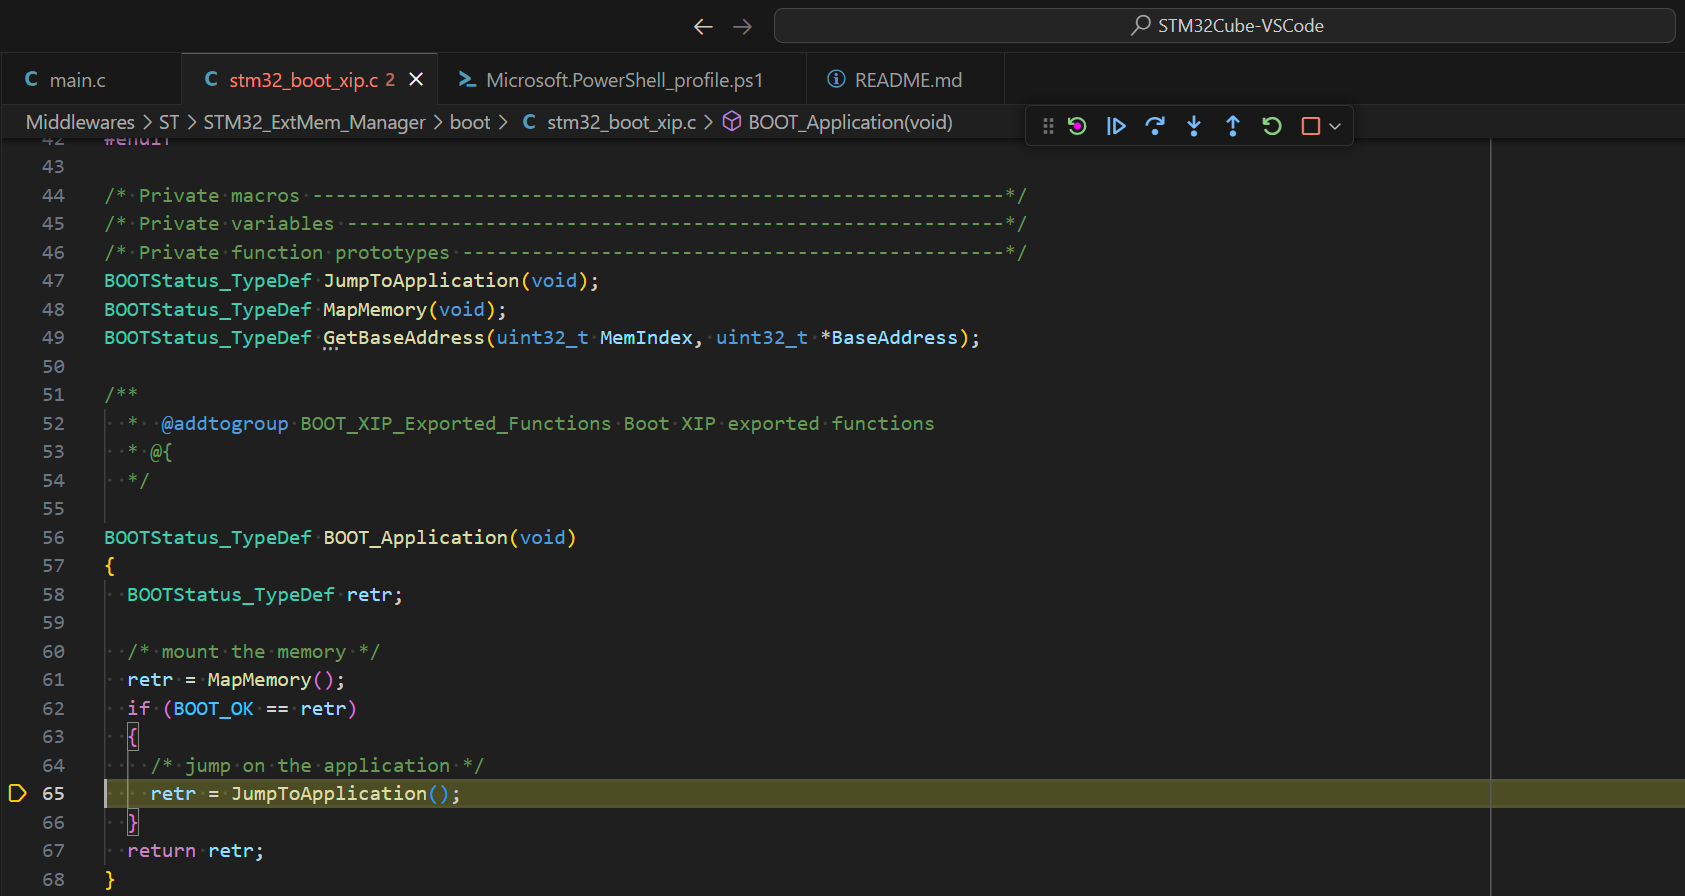 STM32Cube-VSCode
C main.c
C stm32_boot_xip.c 2
Microsoft.PowerShell_profile.ps1
README.md
Middlewares > ST > STM32_ExtMem_Manager > boot > C stm32_boot_xip.c > BOOT_Application(void)
42 #endif
43
44 /* Private macros ------------------------------------------------------------*/
45 /* Private variables ---------------------------------------------------------*/
46 /* Private function prototypes -----------------------------------------------*/
47 BOOTStatus_TypeDef JumpToApplication(void);
48 BOOTStatus_TypeDef MapMemory(void);
49 BOOTStatus_TypeDef GetBaseAddress(uint32_t MemIndex, uint32_t *BaseAddress);
50
51 /**
52   *  @addtogroup BOOT_XIP_Exported_Functions Boot XIP exported functions
53   * @{
54   */
55
56 BOOTStatus_TypeDef BOOT_Application(void)
57 {
58   BOOTStatus_TypeDef retr;
59
60   /* mount the memory */
61   retr = MapMemory();
62   if (BOOT_OK == retr)
63   {
64     /* jump on the application */
65     retr = JumpToApplication();
66   }
67   return retr;
68 }